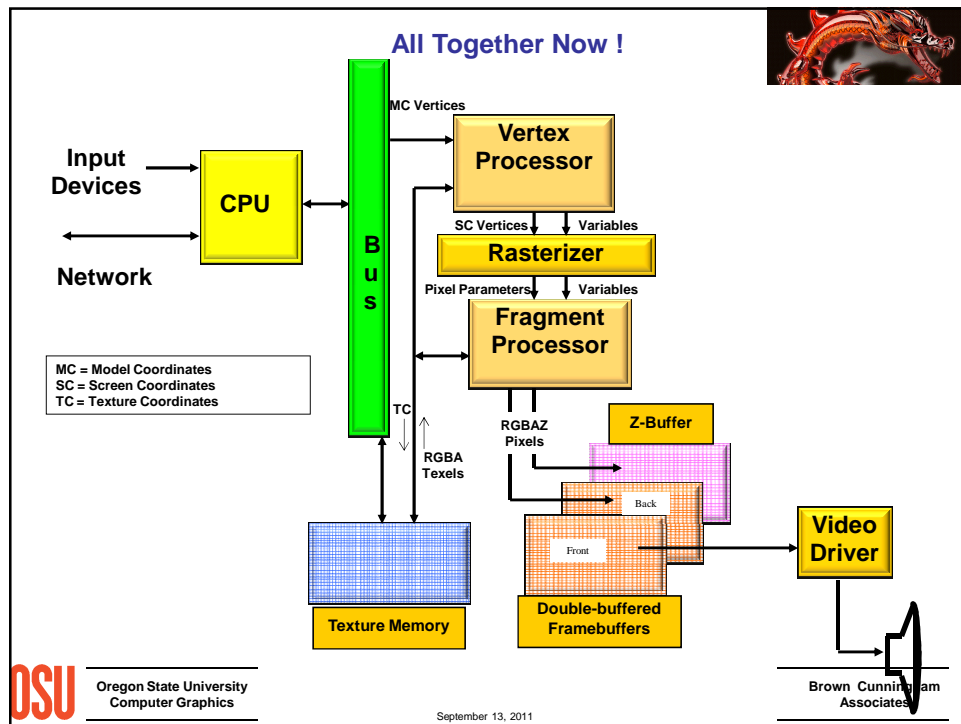 All Together Now !
MC Vertices
Vertex
Processor
Input
Devices
CPU
B
u
s
SC Vertices
Variables
Rasterizer
Network
Pixel Parameters
Variables
Fragment
Processor
MC = Model Coordinates
SC = Screen Coordinates
TC = Texture Coordinates
TC
RGBA
Texels
RGBAZ
Pixels
Z-Buffer
Back
Front
Video
Driver
Texture Memory
Double-buffered
Framebuffers
OSU
Oregon State University
Computer Graphics
September 13, 2011
Brown Cunningham
Associates